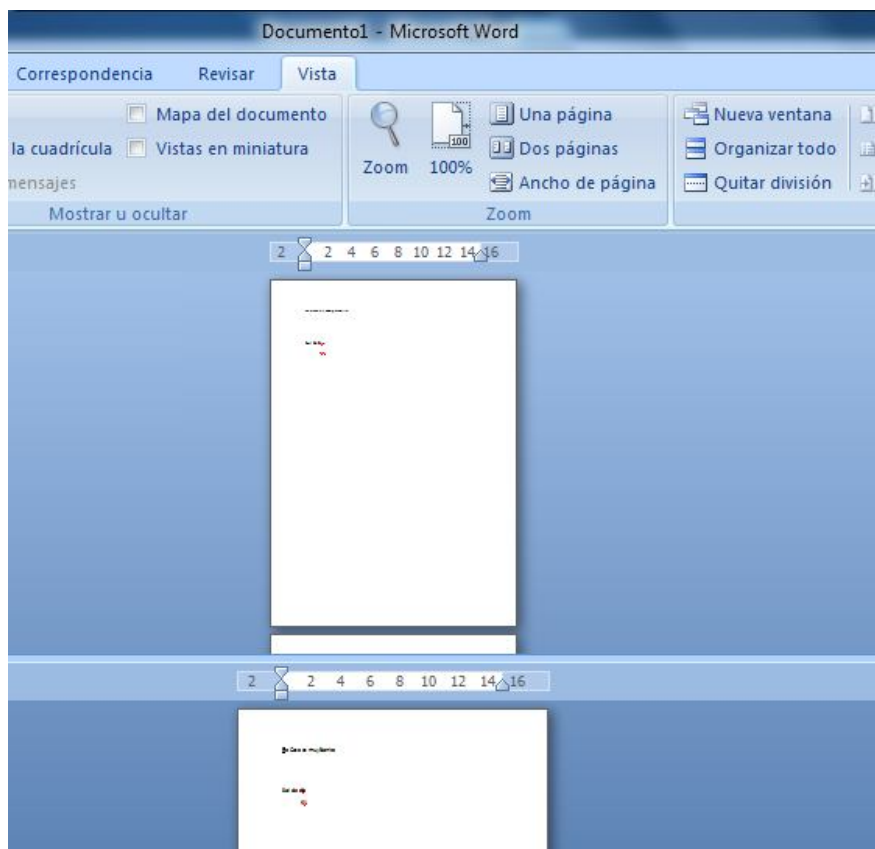 Documento1 - Microsoft Word
Correspondencia Revisar Vista
Mapa del documento
la cuadrícula Vistas en miniatura
mensajes
Mostrar u ocultar
Zoom 100%
100
Una página
Dos páginas
Ancho de página
Zoom
Nueva ventana
Organizar todo
Quitar división
2 2 4 6 8 10 12 14 16
2 2 4 6 8 10 12 14 16